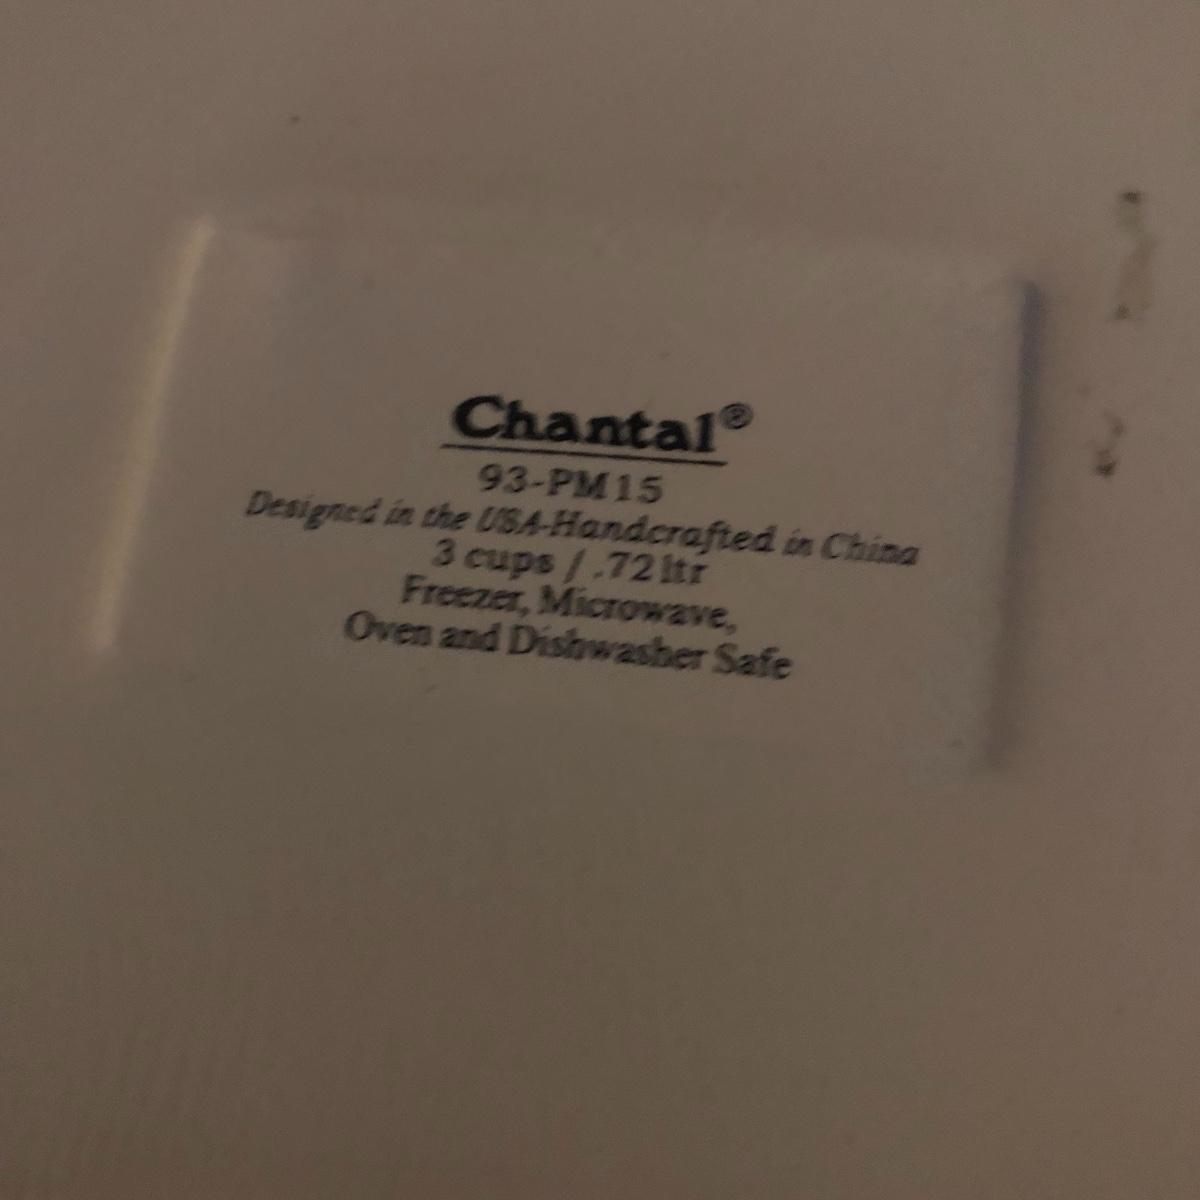 Chantal®
93-PM15
Designed in the USA-Handcrafted in China
3 cups / .72 ltr
Freezer, Microwave,
Oven and Dishwasher Safe